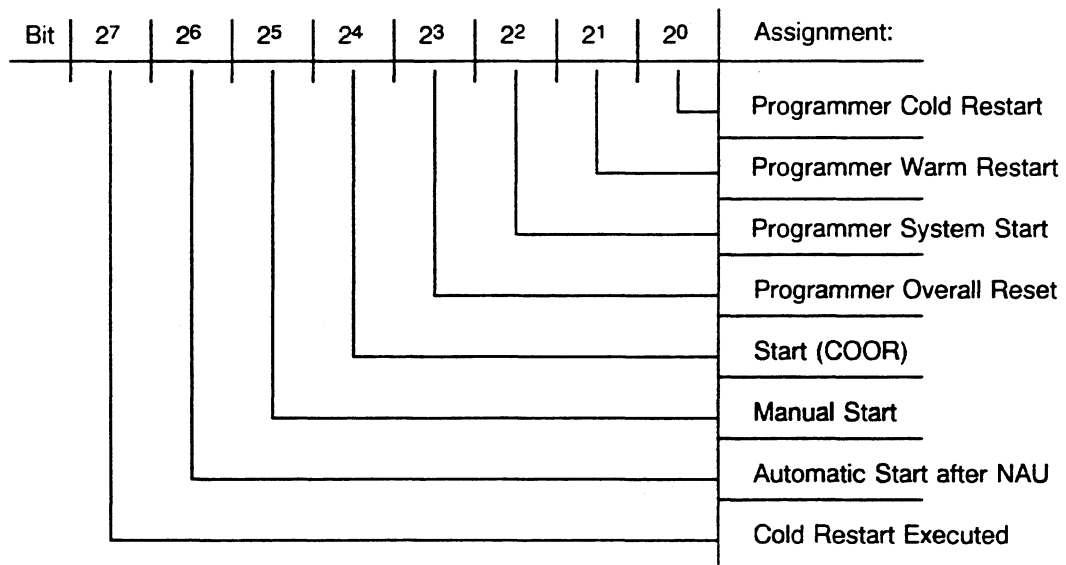 Bit 2⁷ 2⁶ 2⁵ 2⁴ 2³ 2² 2¹ 2⁰ Assignment:
Programmer Cold Restart
Programmer Warm Restart
Programmer System Start
Programmer Overall Reset
Start (COOR)
Manual Start
Automatic Start after NAU
Cold Restart Executed